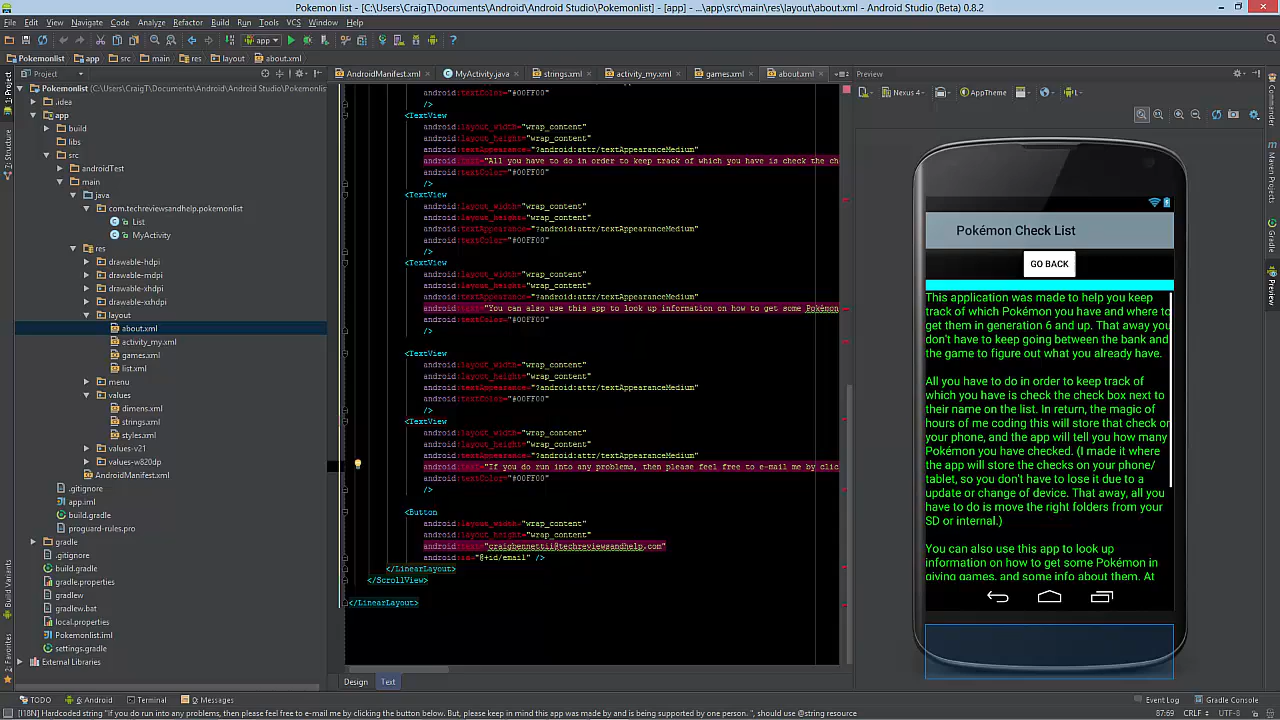 Pokemon list - [C:\Users\CraigT\Documents\Android\Android Studio\Pokemonlist] - [app] - ...\app\src\main\res\layout\about.xml - Android Studio (Beta) 0.8.2
File Edit View Navigate Code Analyze Refactor Build Run Tools VCS Window Help
app
Pokemonlist app src main res layout about.xml
1: Project
7: Structure
Build Variants
2: Favorites
Project
AndroidManifest.xml MyActivity.java strings.xml activity_my.xml games.xml about.xml
Pokemonlist (C:\Users\CraigT\Documents\Android\Android Studio\Pokemonlis
.idea
app
build
libs
src
androidTest
main
java
com.techreviewsandhelp.pokemonlist
List
MyActivity
res
drawable-hdpi
drawable-mdpi
drawable-xhdpi
drawable-xxhdpi
layout
about.xml
activity_my.xml
games.xml
list.xml
menu
values
dimens.xml
strings.xml
styles.xml
values-v21
values-w820dp
AndroidManifest.xml
.gitignore
app.iml
build.gradle
proguard-rules.pro
gradle
.gitignore
build.gradle
gradle.properties
gradlew
gradlew.bat
local.properties
Pokemonlist.iml
settings.gradle
External Libraries
android:textColor="#00FF00"
/>
<TextView
android:layout_width="wrap_content"
android:layout_height="wrap_content"
android:textAppearance="?android:attr/textAppearanceMedium"
android:text="All you have to do in order to keep track of which you have is check the ch
android:textColor="#00FF00"
/>
<TextView
android:layout_width="wrap_content"
android:layout_height="wrap_content"
android:textAppearance="?android:attr/textAppearanceMedium"
android:textColor="#00FF00"
/>
<TextView
android:layout_width="wrap_content"
android:layout_height="wrap_content"
android:textAppearance="?android:attr/textAppearanceMedium"
android:text="You can also use this app to look up information on how to get some Pokémon
android:textColor="#00FF00"
/>
<TextView
android:layout_width="wrap_content"
android:layout_height="wrap_content"
android:textAppearance="?android:attr/textAppearanceMedium"
android:textColor="#00FF00"
/>
<TextView
android:layout_width="wrap_content"
android:layout_height="wrap_content"
android:textAppearance="?android:attr/textAppearanceMedium"
android:text="If you do run into any problems, then please feel free to e-mail me by clic
android:textColor="#00FF00"
/>
<Button
android:layout_width="wrap_content"
android:layout_height="wrap_content"
android:text="craigbennettii@techreviewsandhelp.com"
android:id="@+id/email" />
</LinearLayout>
</ScrollView>
</LinearLayout>
Design Text
Preview
Nexus 4 AppTheme L
Pokémon Check List
GO BACK
This application was made to help you keep
track of which Pokémon you have and where to
get them in generation 6 and up. That away you
don't have to keep going between the bank and
the game to figure out what you already have.
All you have to do in order to keep track of
which you have is check the check box next to
their name on the list. In return, the magic of
hours of me coding this will store that check or
your phone, and the app will tell you how many
Pokémon you have checked. (I made it where
the app will store the checks on your phone/
tablet, so you don't have to lose it due to a
update or change of device. That away, all you
have to do is move the right folders from your
SD or internal.)
You can also use this app to look up
information on how to get some Pokémon in
giving games, and some info about them. At
Commander
Maven Projects
Gradle
Preview
TODO 6: Android Terminal 0: Messages Event Log Gradle Console
[I18N] Hardcoded string "If you do run into any problems, then please feel free to e-mail me by clicking the button below. But, please keep in mind this app was made by and is being supported by one person. ", should use @string resource 87:69 CRLF UTF-8